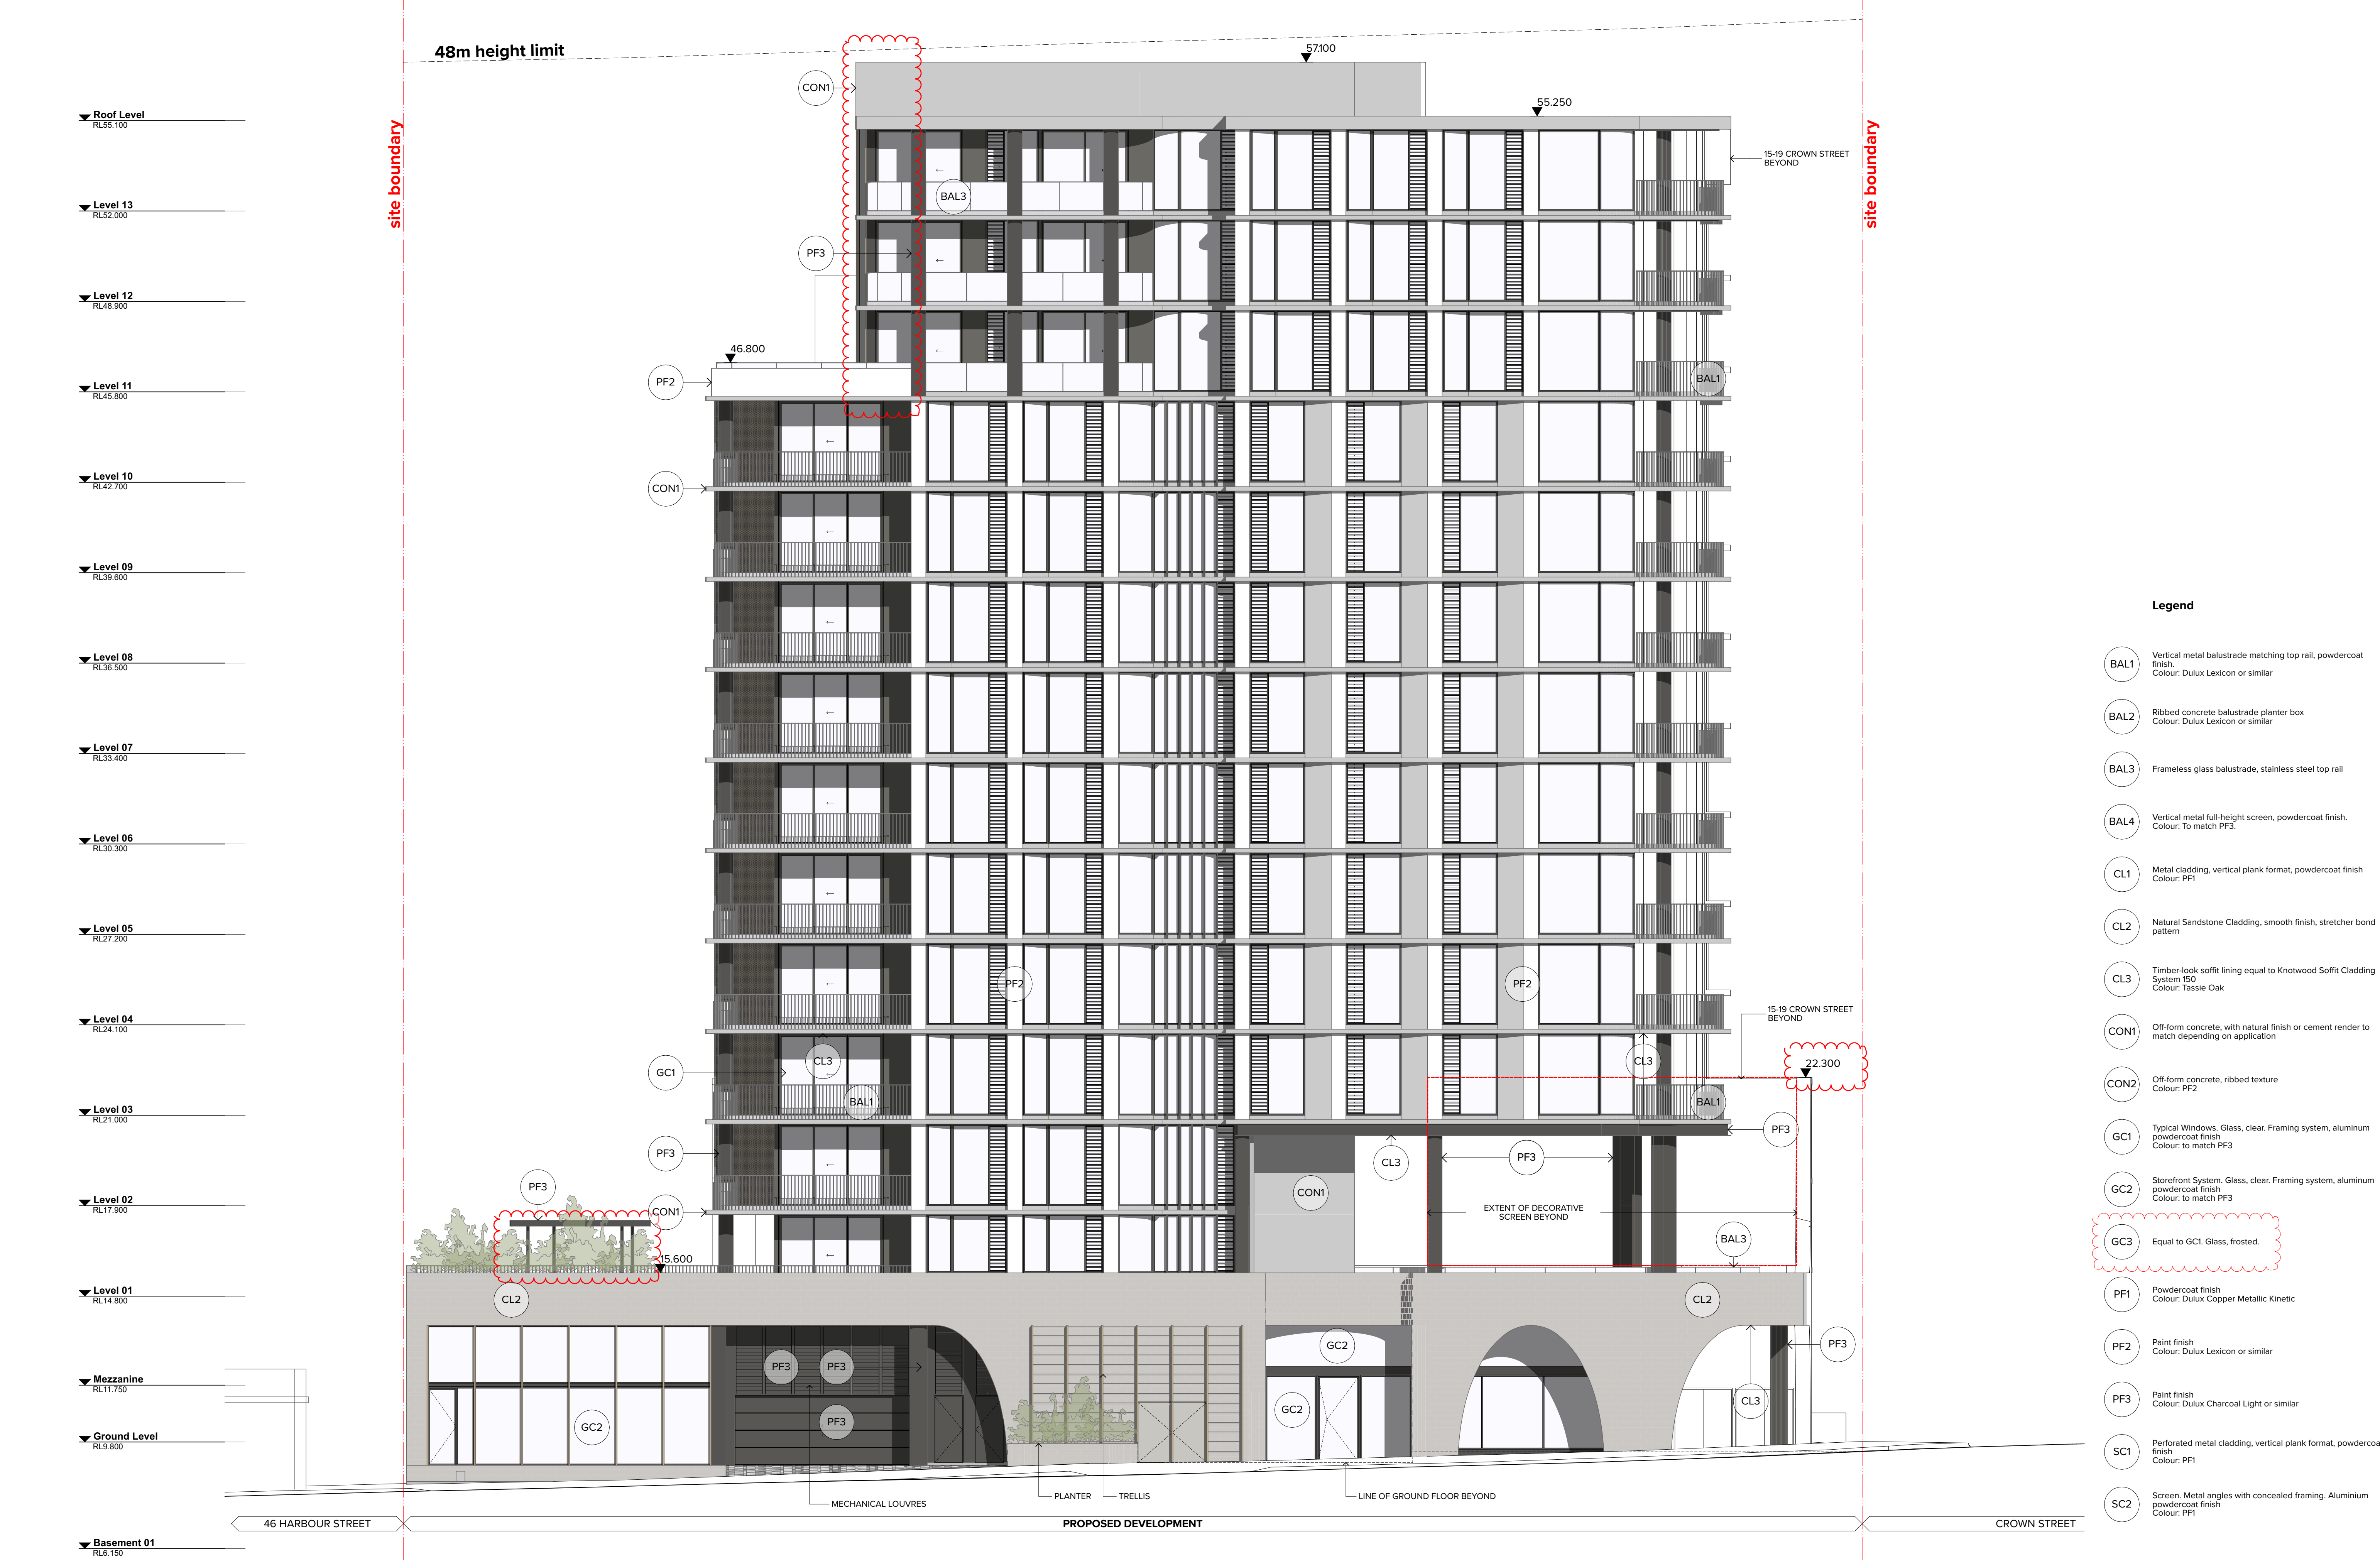 48m height limit
57.100
CON1
55.250
Roof Level
RL55.100
site boundary
site boundary
15-19 CROWN STREET
BEYOND
BAL3
Level 13
RL52.000
PF3
Level 12
RL48.900
46.800
PF2
BAL1
Level 11
RL45.800
Level 10
RL42.700
CON1
Level 09
RL39.600
Level 08
RL36.500
Level 07
RL33.400
Level 06
RL30.300
Level 05
RL27.200
PF2
PF2
Level 04
RL24.100
15-19 CROWN STREET
BEYOND
CL3
CL3
22.300
GC1
BAL1
BAL1
Level 03
RL21.000
PF3
PF3
PF3
CL3
PF3
CON1
Level 02
RL17.900
CON1
EXTENT OF DECORATIVE
SCREEN BEYOND
BAL3
15.600
Level 01
RL14.800
CL2
CL2
GC2
PF3
PF3
PF3
Mezzanine
RL11.750
CL3
GC2
PF3
GC2
Ground Level
RL9.800
MECHANICAL LOUVRES
PLANTER
TRELLIS
LINE OF GROUND FLOOR BEYOND
46 HARBOUR STREET
PROPOSED DEVELOPMENT
CROWN STREET
Basement 01
RL6.150
Legend
BAL1
Vertical metal balustrade matching top rail, powdercoat
finish.
Colour: Dulux Lexicon or similar
BAL2
Ribbed concrete balustrade planter box
Colour: Dulux Lexicon or similar
BAL3
Frameless glass balustrade, stainless steel top rail
BAL4
Vertical metal full-height screen, powdercoat finish.
Colour: To match PF3.
CL1
Metal cladding, vertical plank format, powdercoat finish
Colour: PF1
CL2
Natural Sandstone Cladding, smooth finish, stretcher bond
pattern
CL3
Timber-look soffit lining equal to Knotwood Soffit Cladding
System 150
Colour: Tassie Oak
CON1
Off-form concrete, with natural finish or cement render to
match depending on application
CON2
Off-form concrete, ribbed texture
Colour: PF2
GC1
Typical Windows. Glass, clear. Framing system, aluminum
powdercoat finish
Colour: to match PF3
GC2
Storefront System. Glass, clear. Framing system, aluminum
powdercoat finish
Colour: to match PF3
GC3
Equal to GC1. Glass, frosted.
PF1
Powdercoat finish
Colour: Dulux Copper Metallic Kinetic
PF2
Paint finish
Colour: Dulux Lexicon or similar
PF3
Paint finish
Colour: Dulux Charcoal Light or similar
SC1
Perforated metal cladding, vertical plank format, powdercoa
finish
Colour: PF1
SC2
Screen. Metal angles with concealed framing. Aluminium
powdercoat finish
Colour: PF1